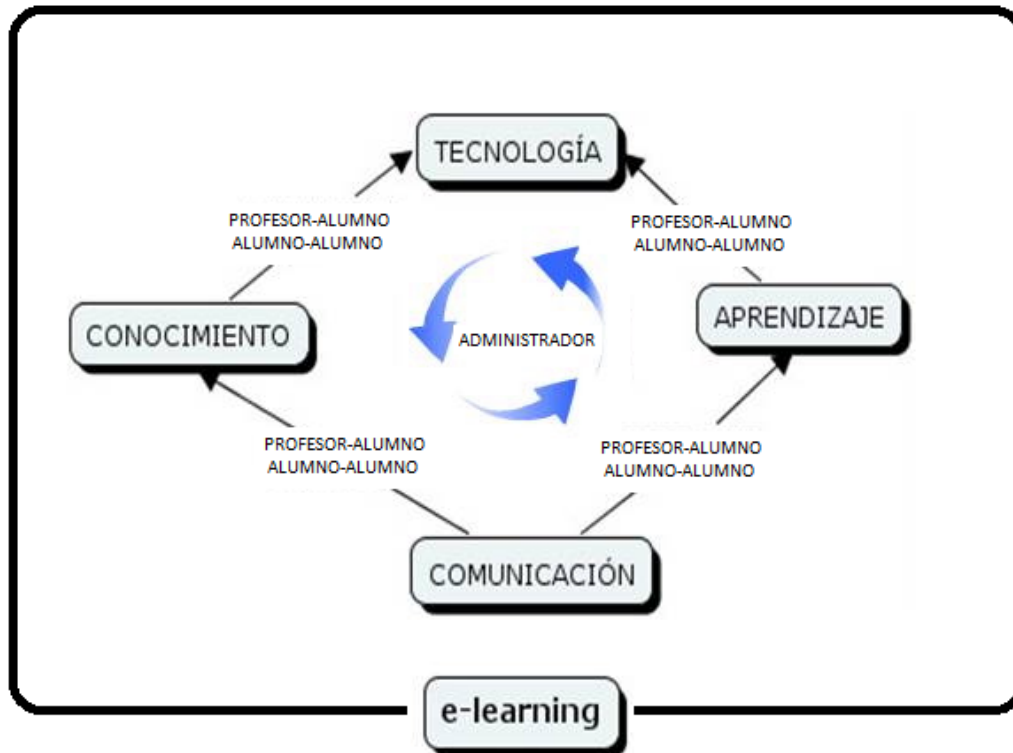 TECNOLOGÍA
PROFESOR-ALUMNO
ALUMNO-ALUMNO
PROFESOR-ALUMNO
ALUMNO-ALUMNO
CONOCIMIENTO
ADMINISTRADOR
APRENDIZAJE
PROFESOR-ALUMNO
ALUMNO-ALUMNO
PROFESOR-ALUMNO
ALUMNO-ALUMNO
COMUNICACIÓN
e-learning